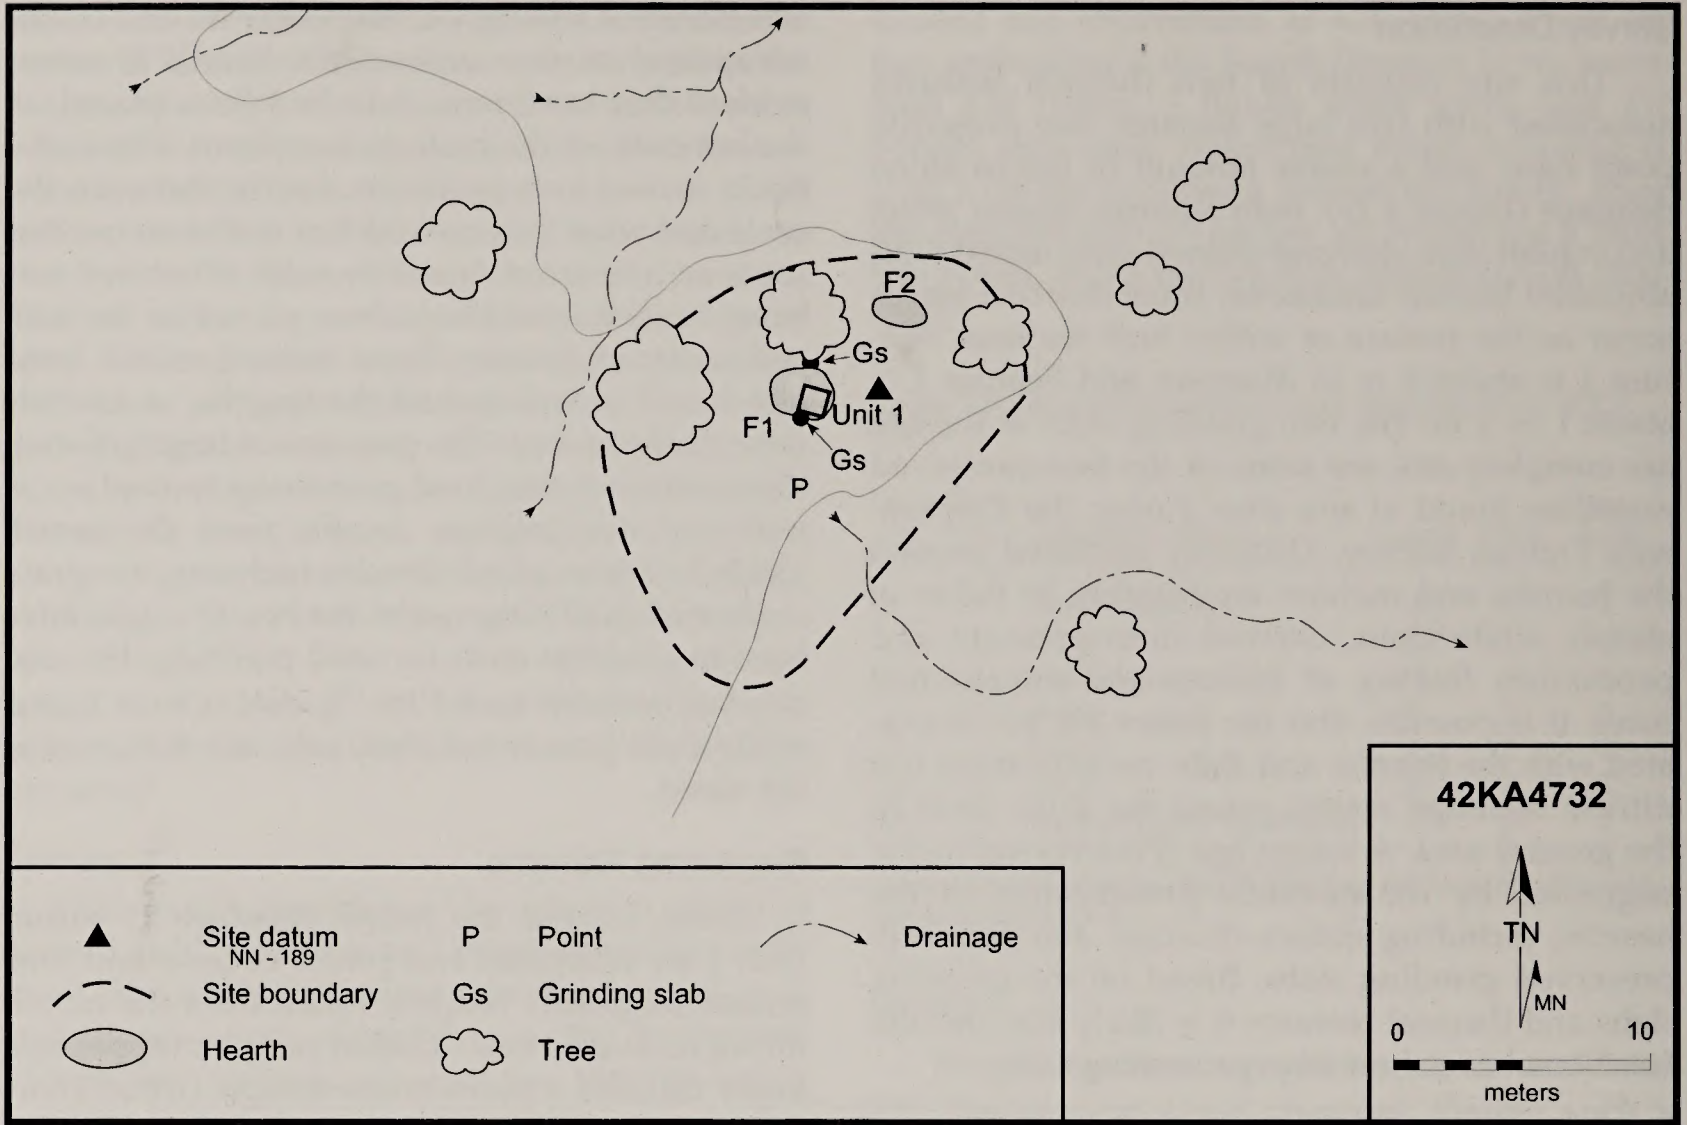 F2
Gs
Unit 1
F1
Gs
P
42KA4732
TN
MN
0 10
meters
Site datum
NN - 189
Site boundary
Hearth
P Point
Gs Grinding slab
Tree
Drainage